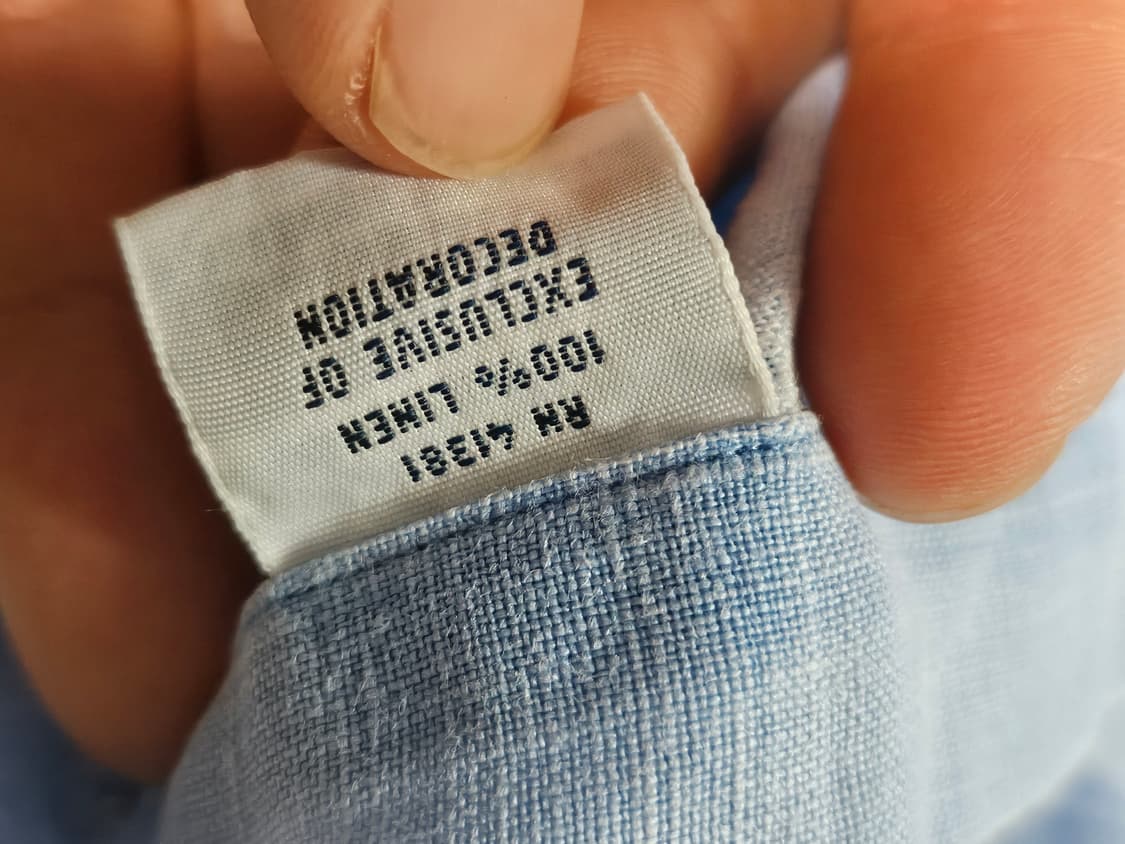 RN 41381
100% LINEN
EXCLUSIVE OF
DECORATION